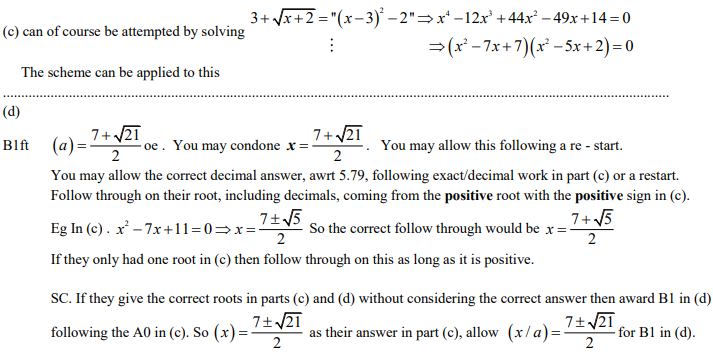 3+√(x+2) = "(x−3)² −2" ⇒ x⁴ −12x³ +44x² −49x+14 = 0
(c) can of course be attempted by solving
⋮ ⇒ (x² −7x+7)(x² −5x+2) = 0
The scheme can be applied to this
(d)
B1ft (a) = (7+√21)/2 oe . You may condone x = (7+√21)/2 . You may allow this following a re - start.
You may allow the correct decimal answer, awrt 5.79, following exact/decimal work in part (c) or a restart.
Follow through on their root, including decimals, coming from the positive root with the positive sign in (c).
Eg In (c) . x² −7x+11=0 ⇒ x = (7±√5)/2 So the correct follow through would be x = (7+√5)/2
If they only had one root in (c) then follow through on this as long as it is positive.
SC. If they give the correct roots in parts (c) and (d) without considering the correct answer then award B1 in (d)
following the A0 in (c). So (x) = (7±√21)/2 as their answer in part (c), allow (x/a) = (7±√21)/2 for B1 in (d).